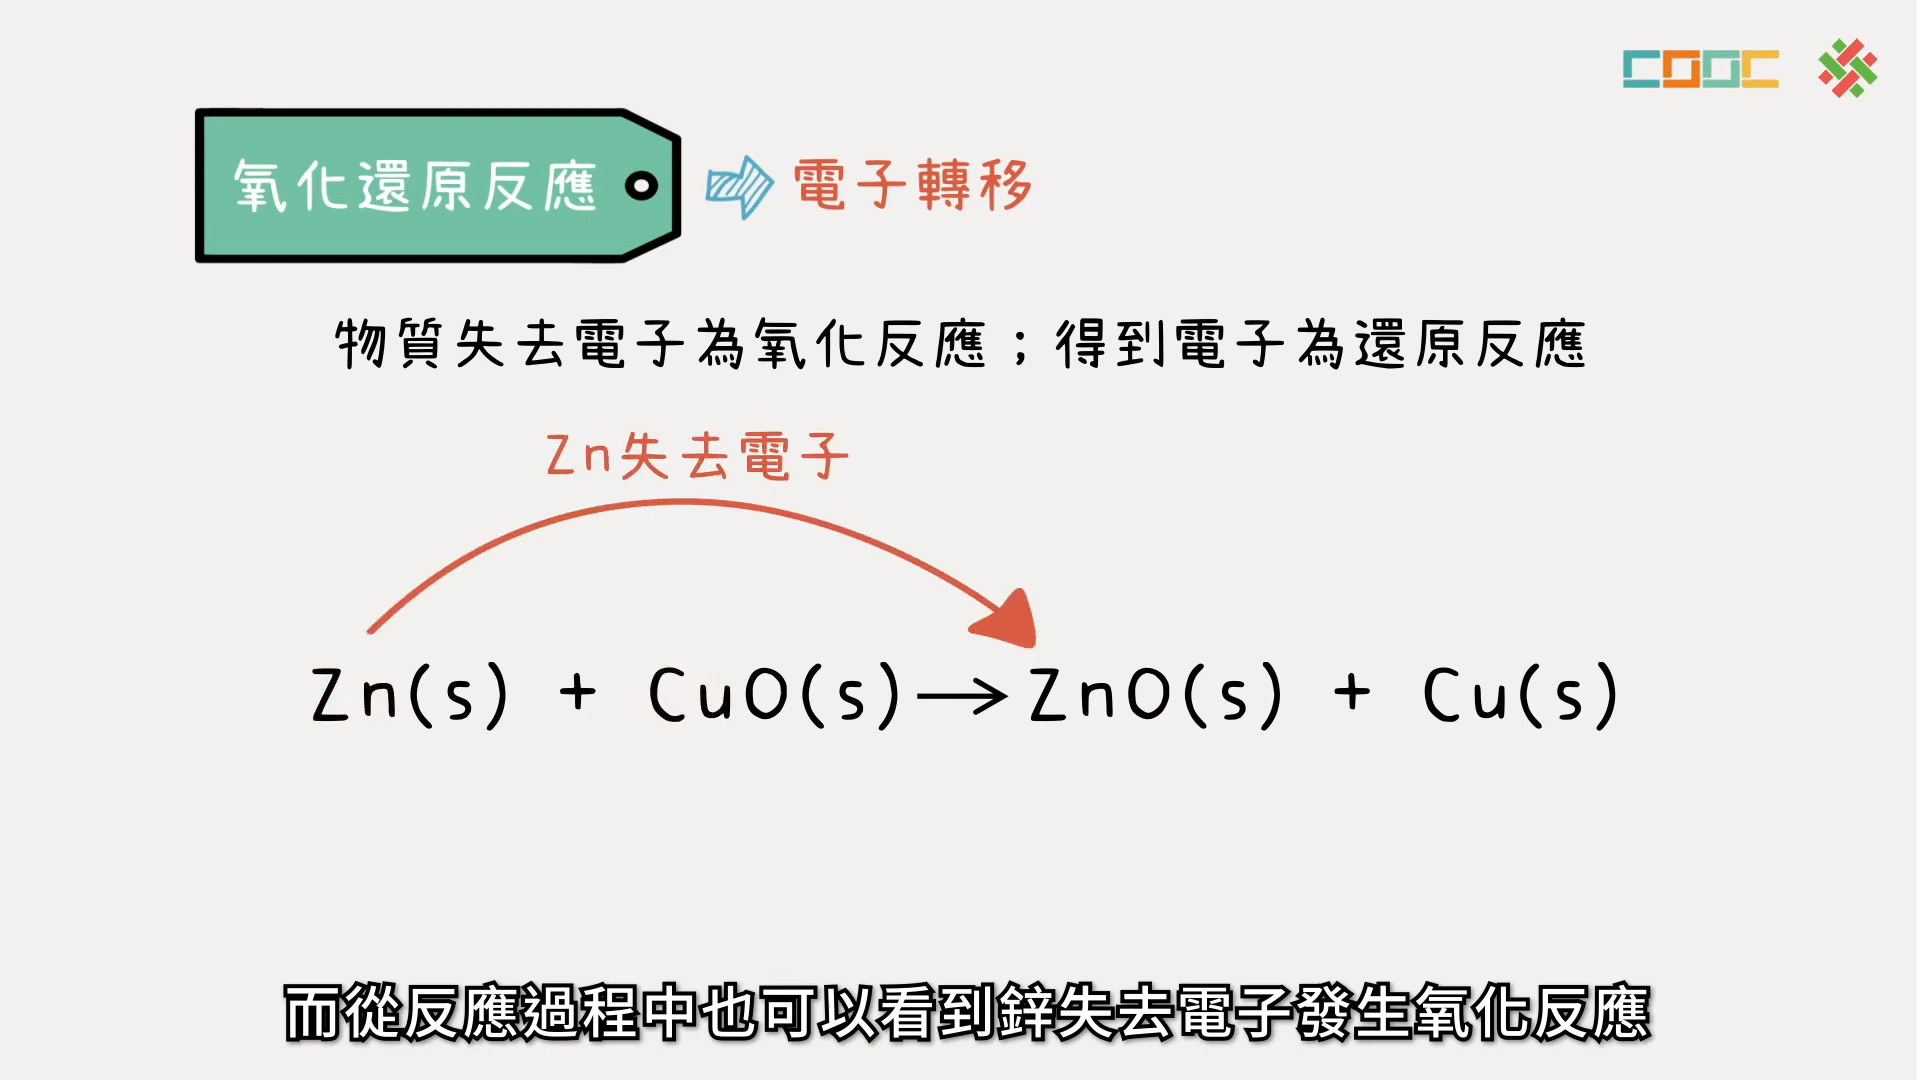 COOC
氧化還原反應
電子轉移
物質失去電子為氧化反應；得到電子為還原反應
Zn失去電子
Zn(s) + CuO(s)→ZnO(s) + Cu(s)
而從反應過程中也可以看到鋅失去電子發生氧化反應